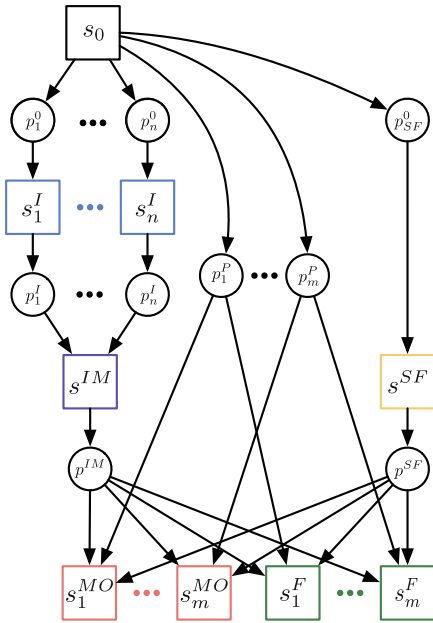 s_0
p_1^0 ••• p_n^0 p_{SF}^0
s_1^I ••• s_n^I
p_1^P ••• p_m^P
p_1^I ••• p_n^I
s^{IM} s^{SF}
p^{IM} p^{SF}
s_1^{MO} ••• s_m^{MO} s_1^F ••• s_m^F